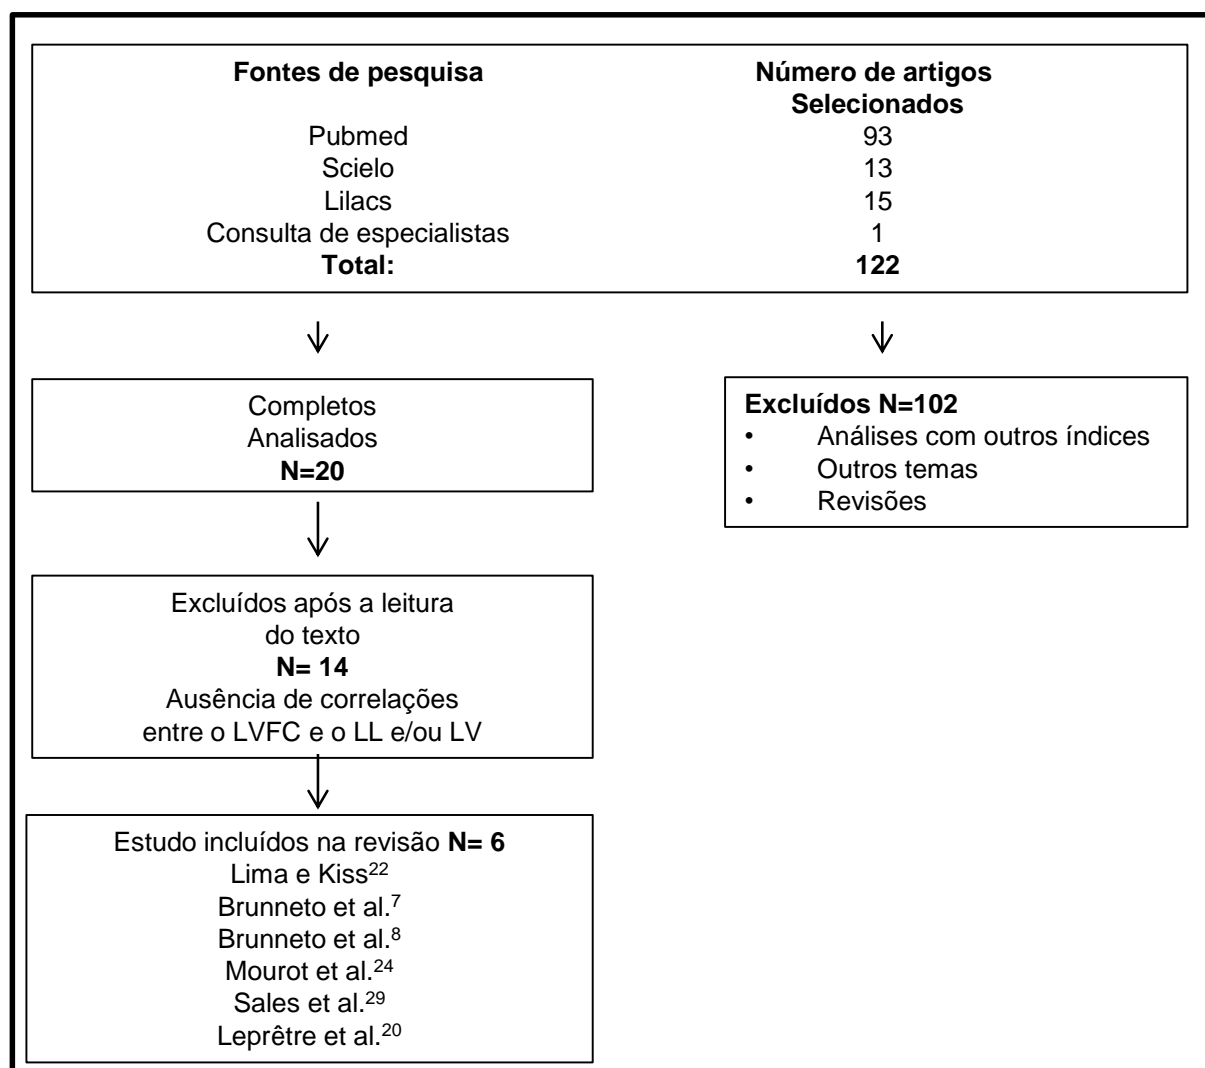 Fontes de pesquisa Número de artigos
Selecionados
Pubmed 93
Scielo 13
Lilacs 15
Consulta de especialistas 1
Total: 122
Completos
Analisados
N=20
Excluídos N=102
• Análises com outros índices
• Outros temas
• Revisões
Excluídos após a leitura
do texto
N= 14
Ausência de correlações
entre o LVFC e o LL e/ou LV
Estudo incluídos na revisão N= 6
Lima e Kiss²²
Brunneto et al.⁷
Brunneto et al.⁸
Mourot et al.²⁴
Sales et al.²⁹
Leprêtre et al.²⁰